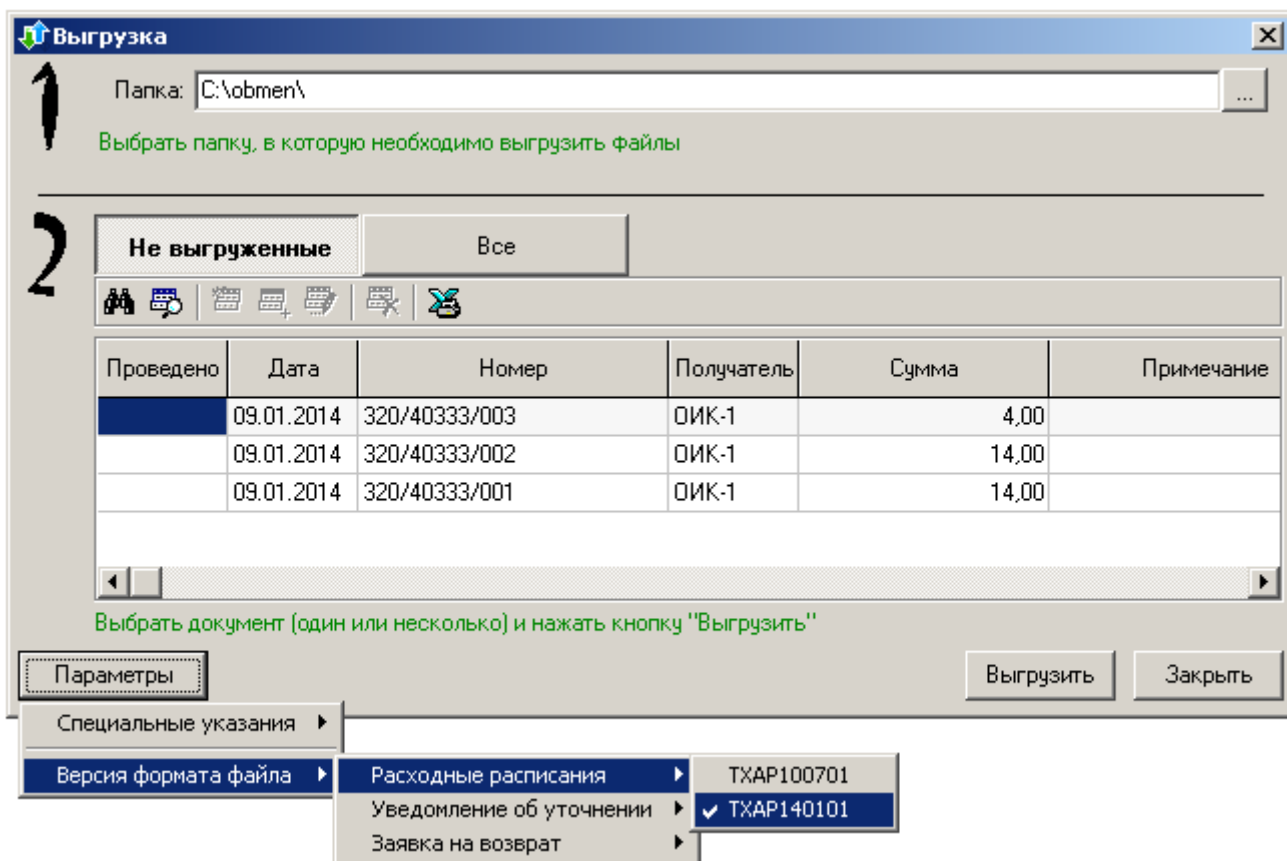 Выгрузка
1
Папка: C:\obmen\ ...
Выбрать папку, в которую необходимо выгрузить файлы
2
Не выгруженные Все
Проведено Дата Номер Получатель Сумма Примечание
09.01.2014 320/40333/003 ОИК-1 4,00
09.01.2014 320/40333/002 ОИК-1 14,00
09.01.2014 320/40333/001 ОИК-1 14,00
Выбрать документ (один или несколько) и нажать кнопку "Выгрузить"
Параметры Выгрузить Закрыть
Специальные указания
Версия формата файла Расходные расписания TXAP100701
Уведомление об уточнении TXAP140101
Заявка на возврат